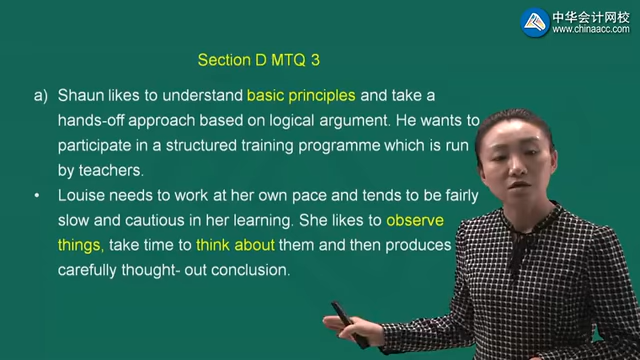 中华会计网校
www.chinaacc.com
Section D MTQ 3
a) Shaun likes to understand basic principles and take a
hands-off approach based on logical argument. He wants to
participate in a structured training programme which is run
by teachers.
• Louise needs to work at her own pace and tends to be fairly
slow and cautious in her learning. She likes to observe
things, take time to think about them and then produces
carefully thought- out conclusion.